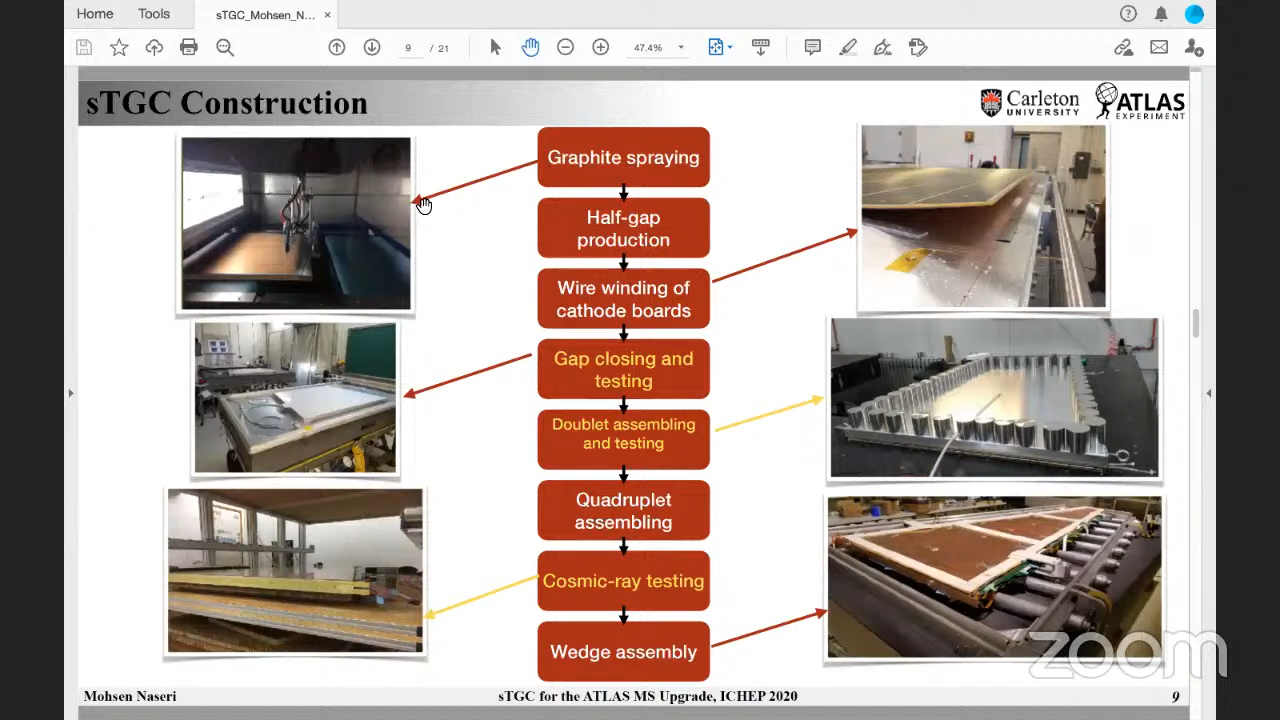 Home
Tools
sTGC_Mohsen_N... ×
9 / 21
47.4%
sTGC Construction
Carleton
UNIVERSITY
ATLAS
EXPERIMENT
Graphite spraying
Half-gap
production
Wire winding of
cathode boards
Gap closing and
testing
Doublet assembling
and testing
Quadruplet
assembling
Cosmic-ray testing
Wedge assembly
zoom
Mohsen Naseri
sTGC for the ATLAS MS Upgrade, ICHEP 2020
9